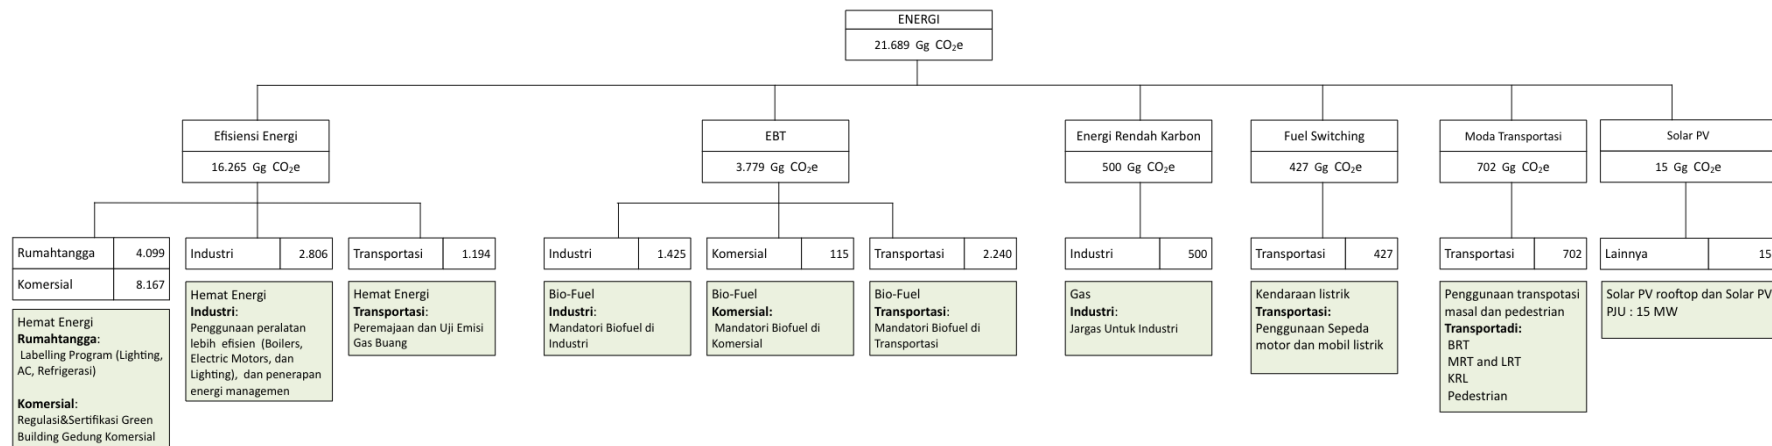 ENERGI
21.689 Gg CO₂e
Efisiensi Energi
16.265 Gg CO₂e
EBT
3.779 Gg CO₂e
Energi Rendah Karbon
500 Gg CO₂e
Fuel Switching
427 Gg CO₂e
Moda Transportasi
702 Gg CO₂e
Solar PV
15 Gg CO₂e
Rumahtangga 4.099
Komersial 8.167
Hemat Energi
Rumahtangga:
Labelling Program (Lighting,
AC, Refrigerasi)
Komersial:
Regulasi&Sertifikasi Green
Building Gedung Komersial
Industri 2.806
Hemat Energi
Industri:
Penggunaan peralatan
lebih efisien (Boilers,
Electric Motors, dan
Lighting), dan penerapan
energi managemen
Transportasi 1.194
Hemat Energi
Transportasi:
Peremajaan dan Uji Emisi
Gas Buang
Industri 1.425
Bio-Fuel
Industri:
Mandatori Biofuel di
Industri
Komersial 115
Bio-Fuel
Komersial:
Mandatori Biofuel di
Komersial
Transportasi 2.240
Bio-Fuel
Transportasi:
Mandatori Biofuel di
Transportasi
Industri 500
Gas
Industri:
Jargas Untuk Industri
Transportasi 427
Kendaraan listrik
Transportasi:
Penggunaan Sepeda
motor dan mobil listrik
Transportasi 702
Penggunaan transpotasi
masal dan pedestrian
Transportadi:
BRT
MRT and LRT
KRL
Pedestrian
Lainnya 15
Solar PV rooftop dan Solar PV
PJU : 15 MW